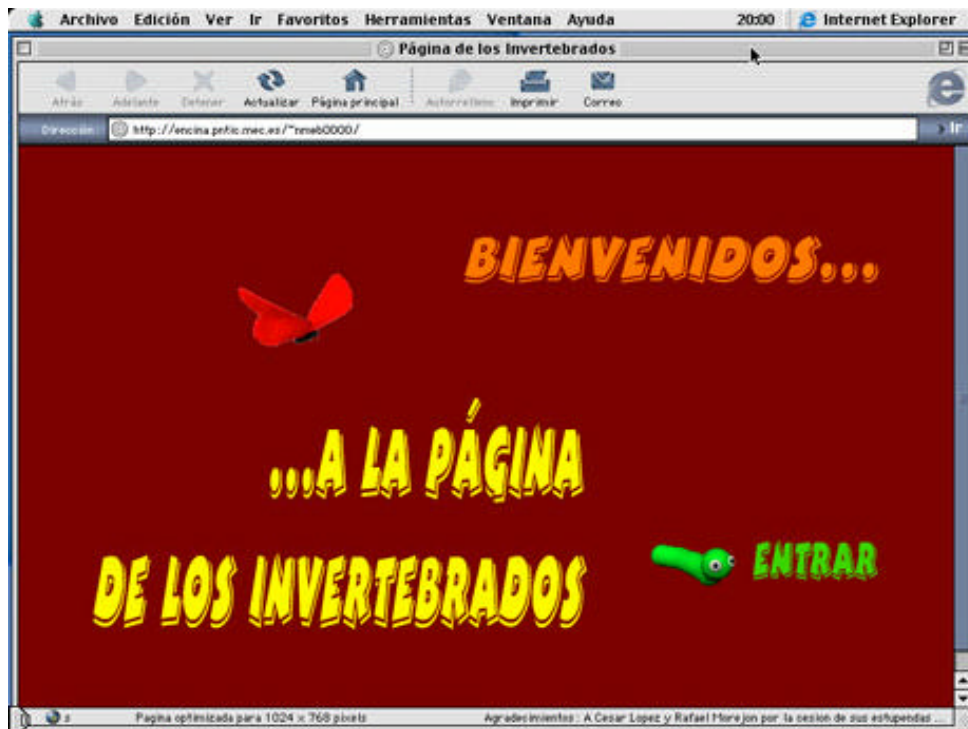 Archivo Edición Ver Ir Favoritos Herramientas Ventana Ayuda 20:00 Internet Explorer
Página de los Invertebrados
Atrás Adelante Detener Actualizar Página principal Autorrelleno Imprimir Correo
Dirección http://encina.pntic.mec.es/~nmeb0000/ Ir
BIENVENIDOS...
...A LA PÁGINA
DE LOS INVERTEBRADOS
ENTRAR
Pagina optimizada para 1024 x 768 pixels Agradecimientos: A Cesar Lopez y Rafael Morejon por la cesion de sus estupendas ...